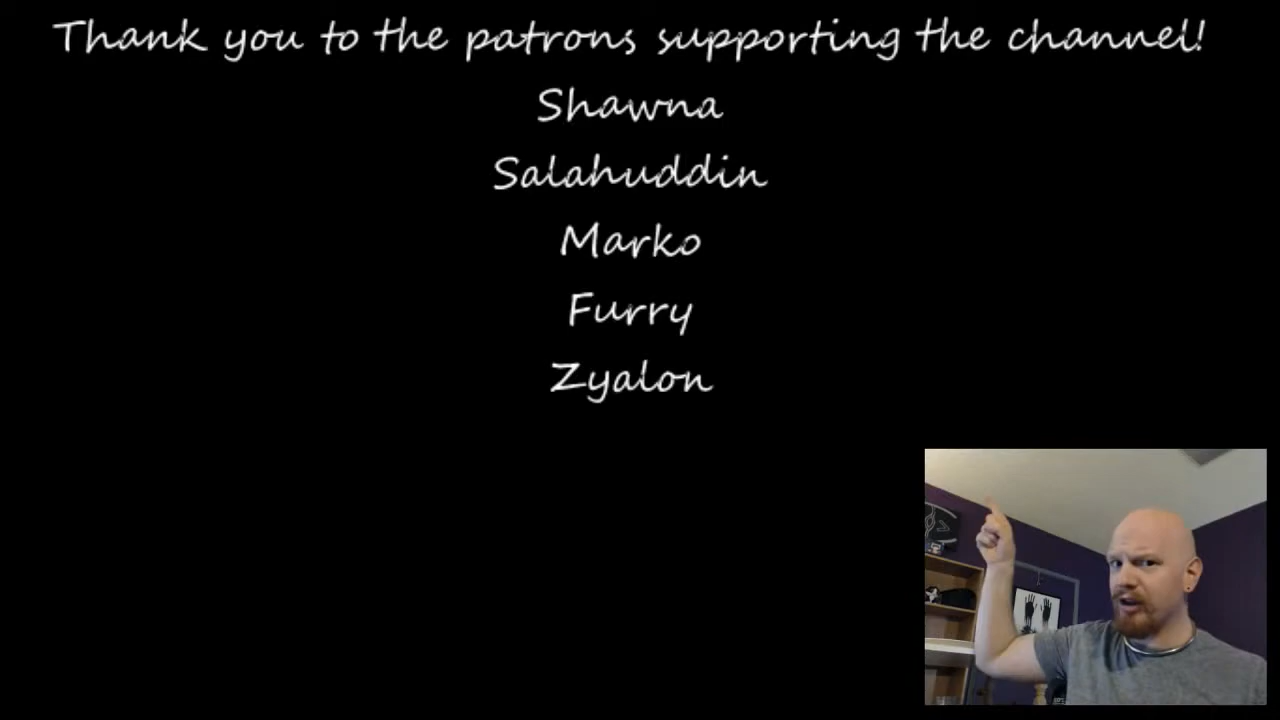 Thank you to the patrons supporting the channel!
Shawna
Salahuddin
Marko
Furry
Zyalon